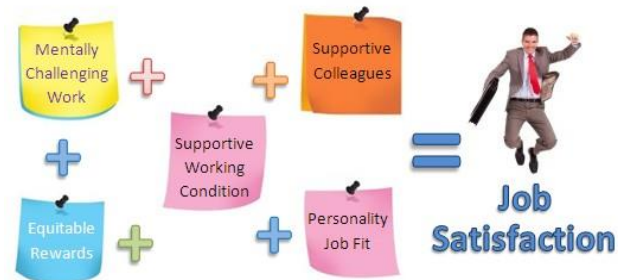 Mentally
Challenging
Work
+
+
Supportive
Colleagues
+
Supportive
Working
Condition
=
Equitable
Rewards
+
+
Personality
Job Fit
Job
Satisfaction